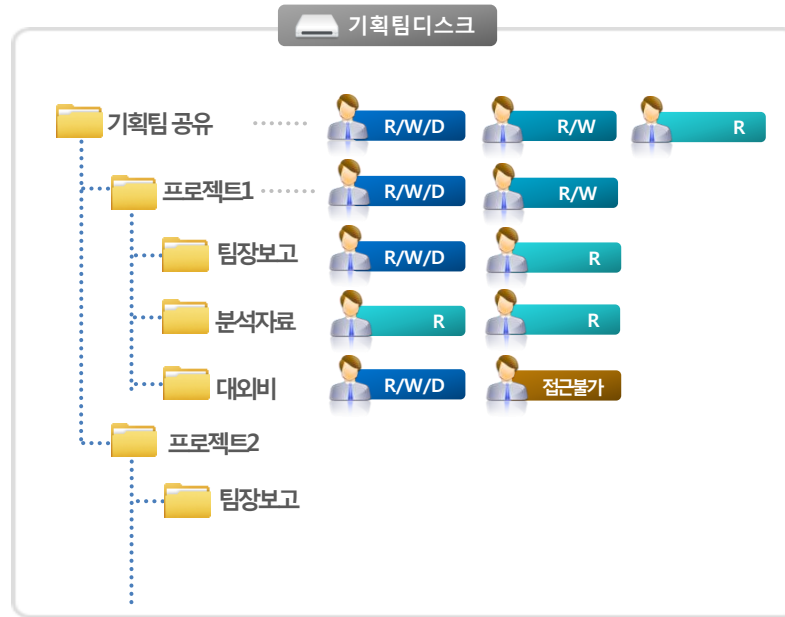 기획팀디스크
기획팀 공유 R/W/D R/W R
프로젝트1 R/W/D R/W
팀장보고 R/W/D R
분석자료 R R
대외비 R/W/D 접근불가
프로젝트2
팀장보고